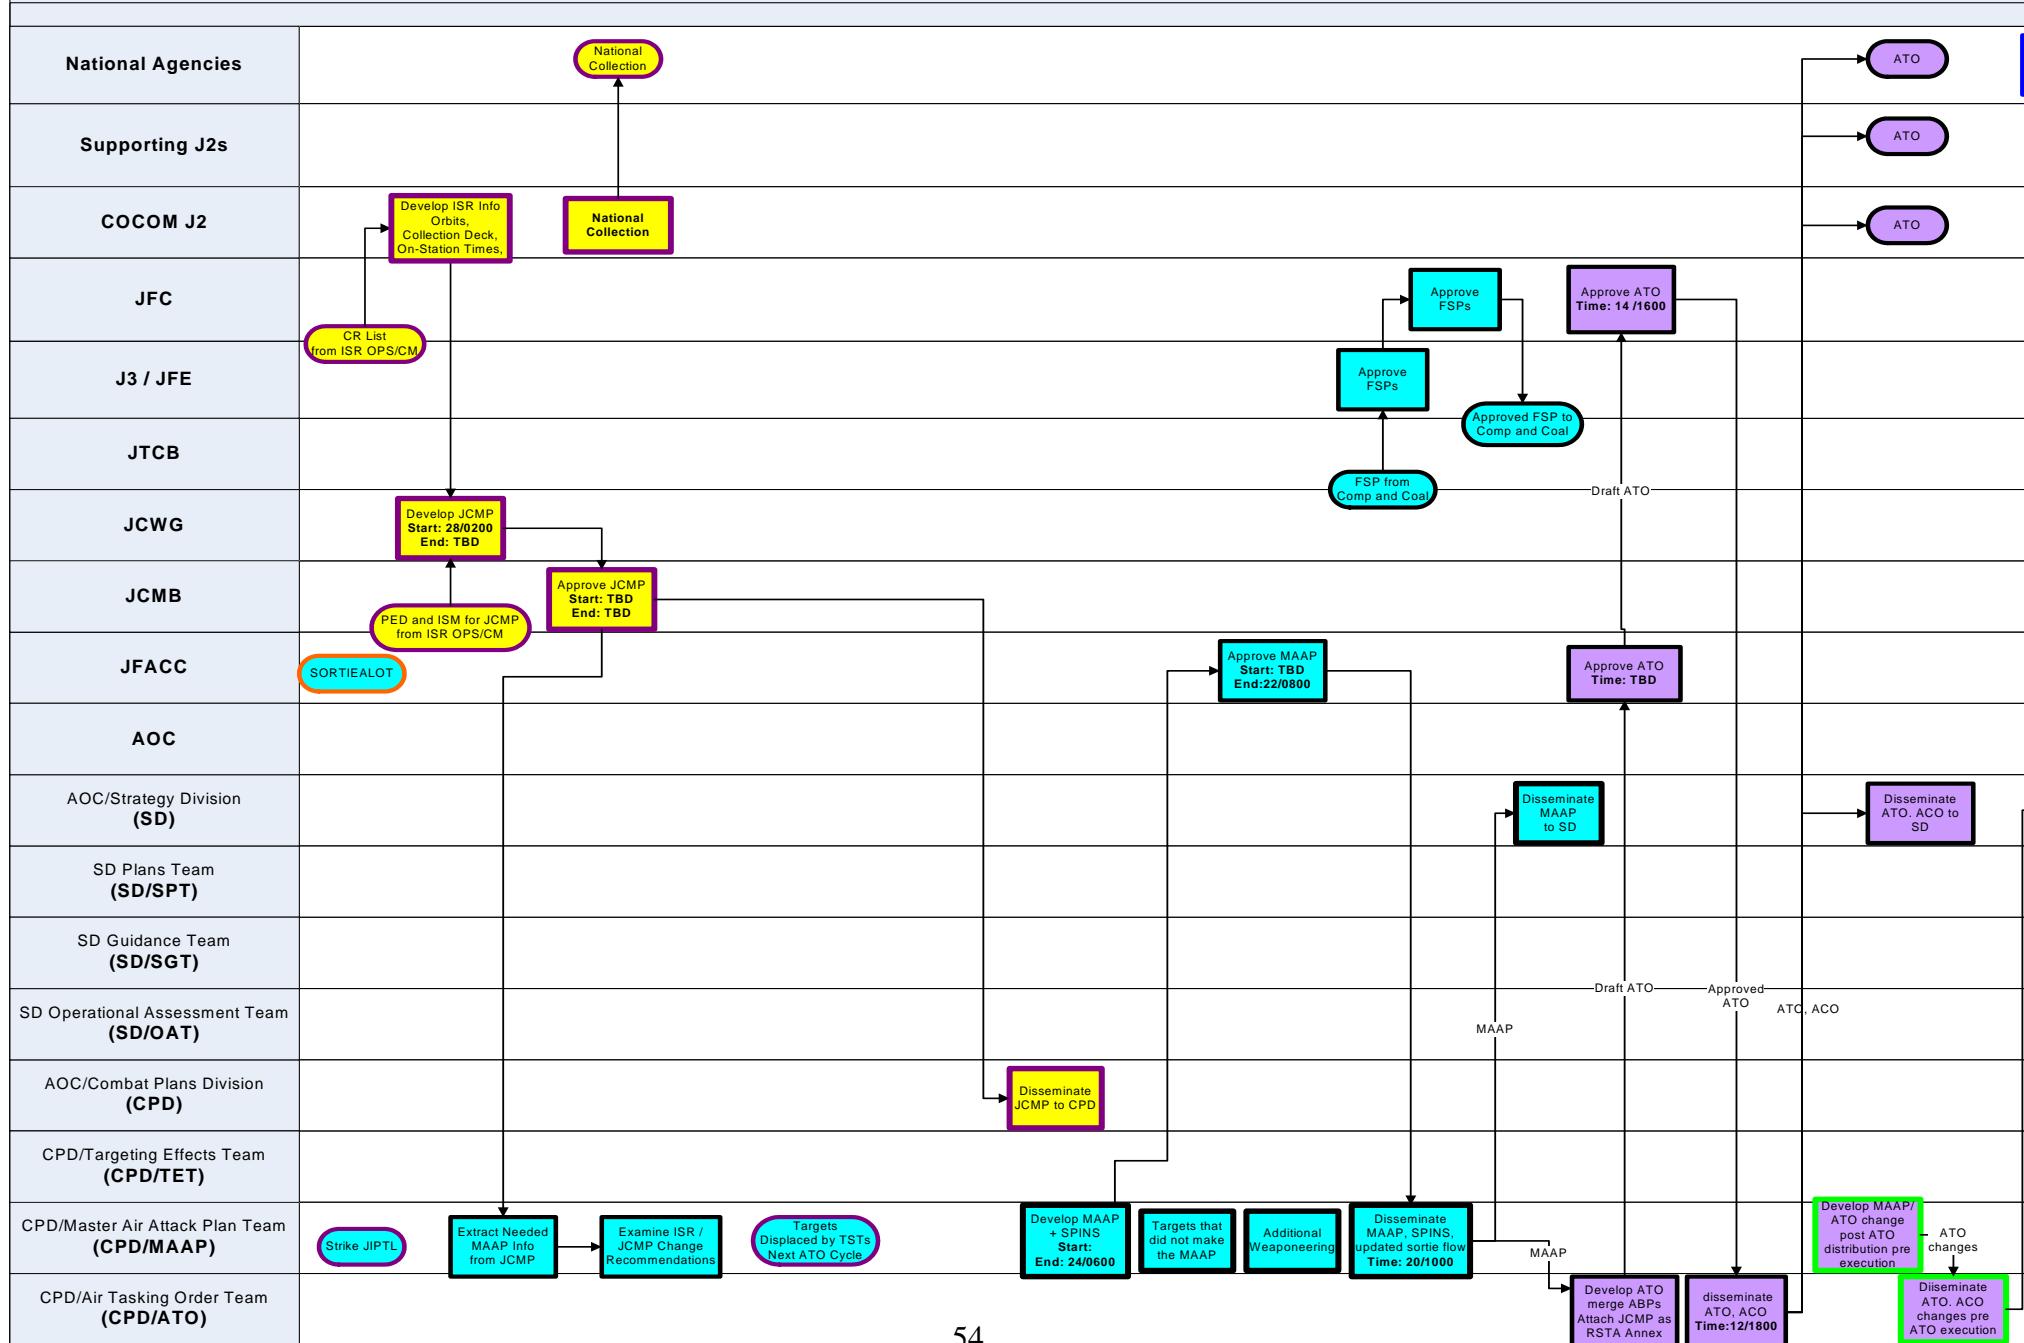 National Agencies
National
Collection
ATO
Supporting J2s
ATO
COCOM J2
Develop ISR Info
Orbits,
Collection Deck,
On-Station Times,
National
Collection
ATO
JFC
CR List
from ISR OPS/CM
Approve
FSPs
Approve ATO
Time: 14 /1600
J3 / JFE
Approve
FSPs
Approved FSP to
Comp and Coal
JTCB
FSP from
Comp and Coal
Draft ATO
JCWG
Develop JCMP
Start: 28/0200
End: TBD
JCMB
Approve JCMP
Start: TBD
End: TBD
PED and ISM for JCMP
from ISR OPS/CM
JFACC
SORTIEALOT
Approve MAAP
Start: TBD
End:22/0800
Approve ATO
Time: TBD
AOC
AOC/Strategy Division
(SD)
Disseminate
MAAP
to SD
Disseminate
ATO. ACO to
SD
SD Plans Team
(SD/SPT)
SD Guidance Team
(SD/SGT)
SD Operational Assessment Team
(SD/OAT)
MAAP
Draft ATO
Approved
ATO
ATO, ACO
AOC/Combat Plans Division
(CPD)
Disseminate
JCMP to CPD
CPD/Targeting Effects Team
(CPD/TET)
CPD/Master Air Attack Plan Team
(CPD/MAAP)
Strike JIPTL
Extract Needed
MAAP Info
from JCMP
Examine ISR /
JCMP Change
Recommendations
Targets
Displaced by TSTs
Next ATO Cycle
Develop MAAP
+ SPINS
Start:
End: 24/0600
Targets that
did not make
the MAAP
Additional
Weaponeering
Disseminate
MAAP, SPINS,
updated sortie flow
Time: 20/1000
MAAP
Develop MAAP/
ATO change
post ATO
distribution pre
execution
ATO
changes
CPD/Air Tasking Order Team
(CPD/ATO)
Develop ATO
merge ABPs
Attach JCMP as
RSTA Annex
disseminate
ATO, ACO
Time:12/1800
Diiseminate
ATO. ACO
changes pre
ATO execution
54